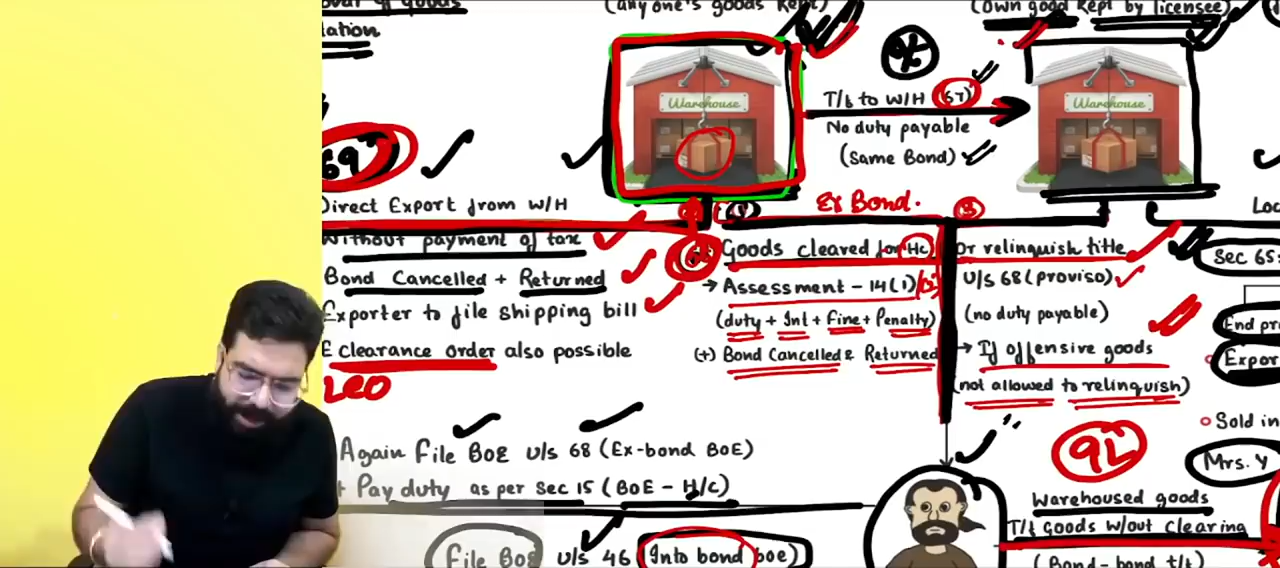 (anyone's goods kept)
(own good kept by licensee)
Warehouse
T/f to W/H (67)
No duty payable
(Same Bond)
Warehouse
69
Direct Export from W/H
Without payment of tax
Bond Cancelled + Returned
Exporter to file shipping bill
clearance order also possible
LEO
Ex Bond.
Goods cleared for HC
→ Assessment - 14(1)
(duty + Int + Fine + Penalty)
(+) Bond Cancelled & Returned
Or relinquish title
U/s 68 (proviso)
(no duty payable)
→ If offensive goods
(not allowed to relinquish)
Sec 65
Sold in
Mrs. Y
Again File BOE u/s 68 (Ex-bond BoE)
Pay duty as per Sec 15 (BoE - H/C)
File BoE u/s 46 (Into bond boe)
Warehoused goods
T/f goods w/out clearing
(Bond-bond t/f)